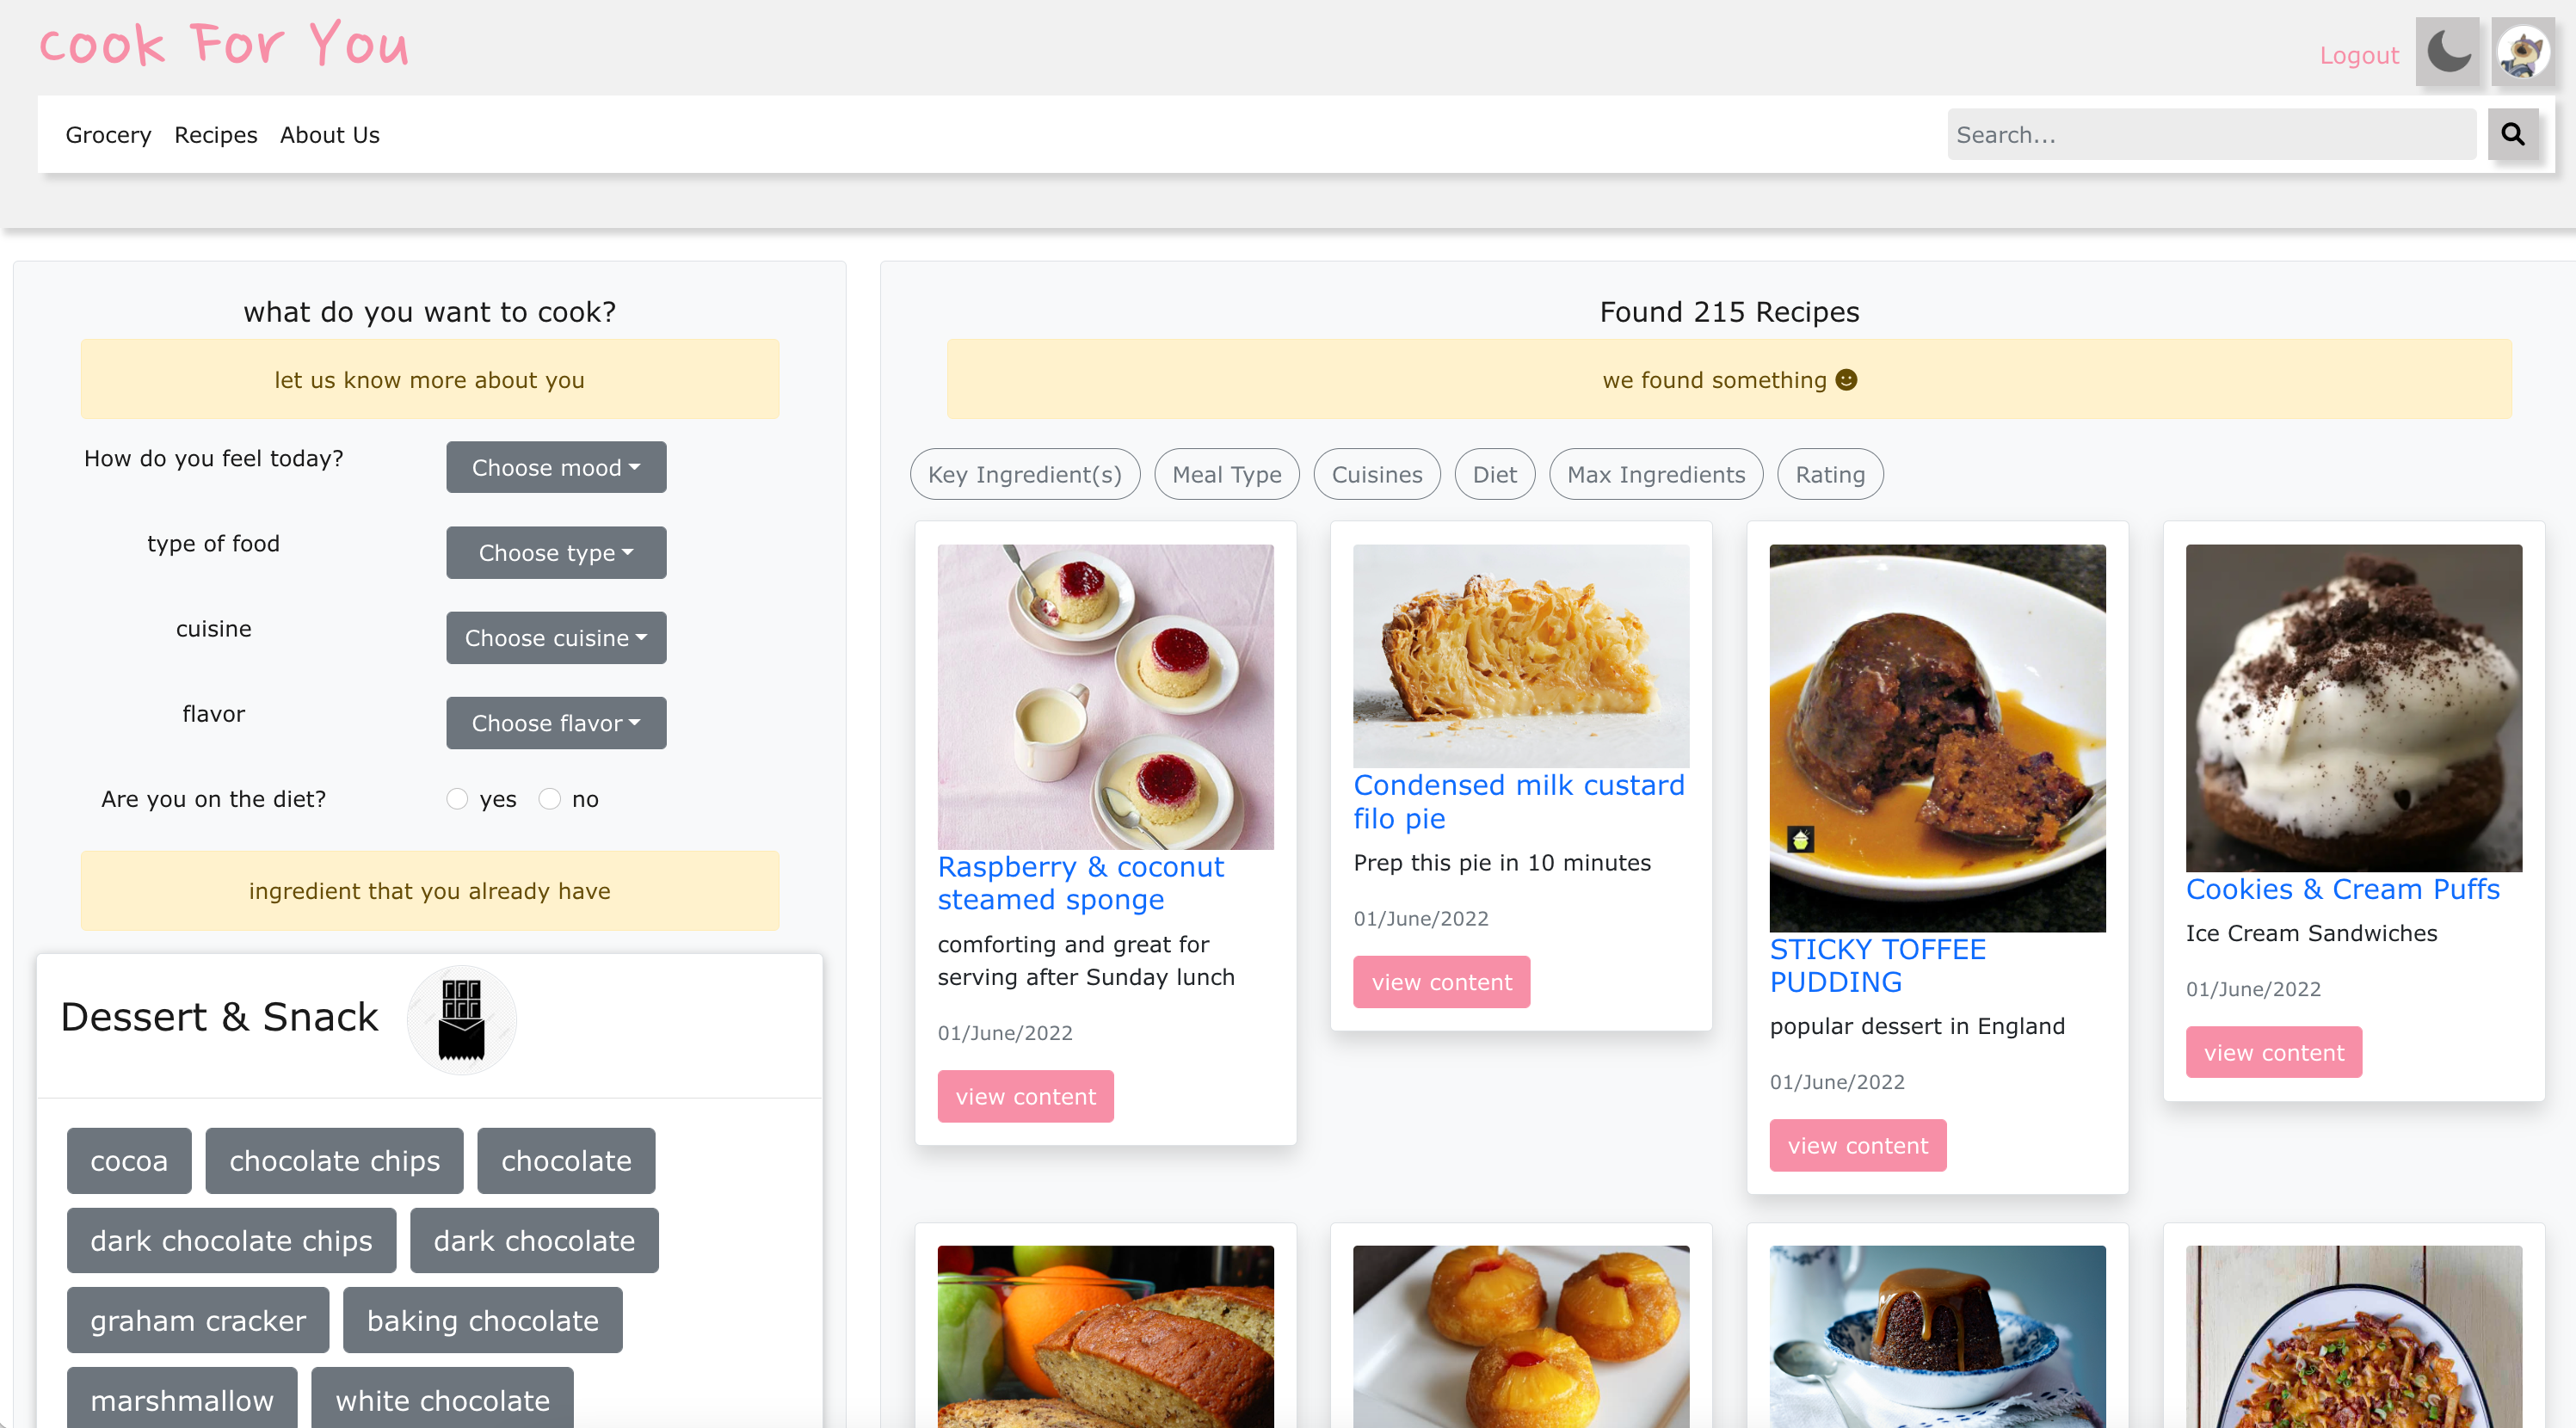 Cook For You
Logout
Grocery Recipes About Us
Search...
what do you want to cook?
let us know more about you
How do you feel today?
Choose mood
type of food
Choose type
cuisine
Choose cuisine
flavor
Choose flavor
Are you on the diet?
yes no
ingredient that you already have
Dessert & Snack
cocoa chocolate chips chocolate
dark chocolate chips dark chocolate
graham cracker baking chocolate
marshmallow white chocolate
Found 215 Recipes
we found something
Key Ingredient(s) Meal Type Cuisines Diet Max Ingredients Rating
Raspberry & coconut
steamed sponge
comforting and great for
serving after Sunday lunch
01/June/2022
view content
Condensed milk custard
filo pie
Prep this pie in 10 minutes
01/June/2022
view content
STICKY TOFFEE
PUDDING
popular dessert in England
01/June/2022
view content
Cookies & Cream Puffs
Ice Cream Sandwiches
01/June/2022
view content